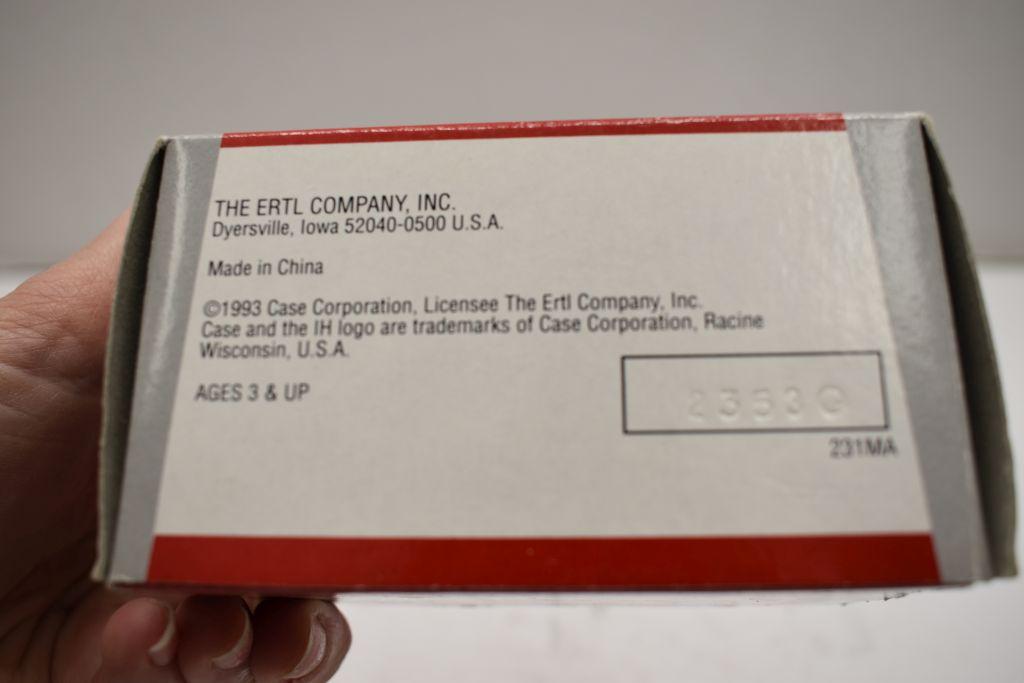 THE ERTL COMPANY, INC.
Dyersville, Iowa 52040-0500 U.S.A.
Made in China
©1993 Case Corporation, Licensee The Ertl Company, Inc.
Case and the IH logo are trademarks of Case Corporation, Racine
Wisconsin, U.S.A.
AGES 3 & UP
231MA